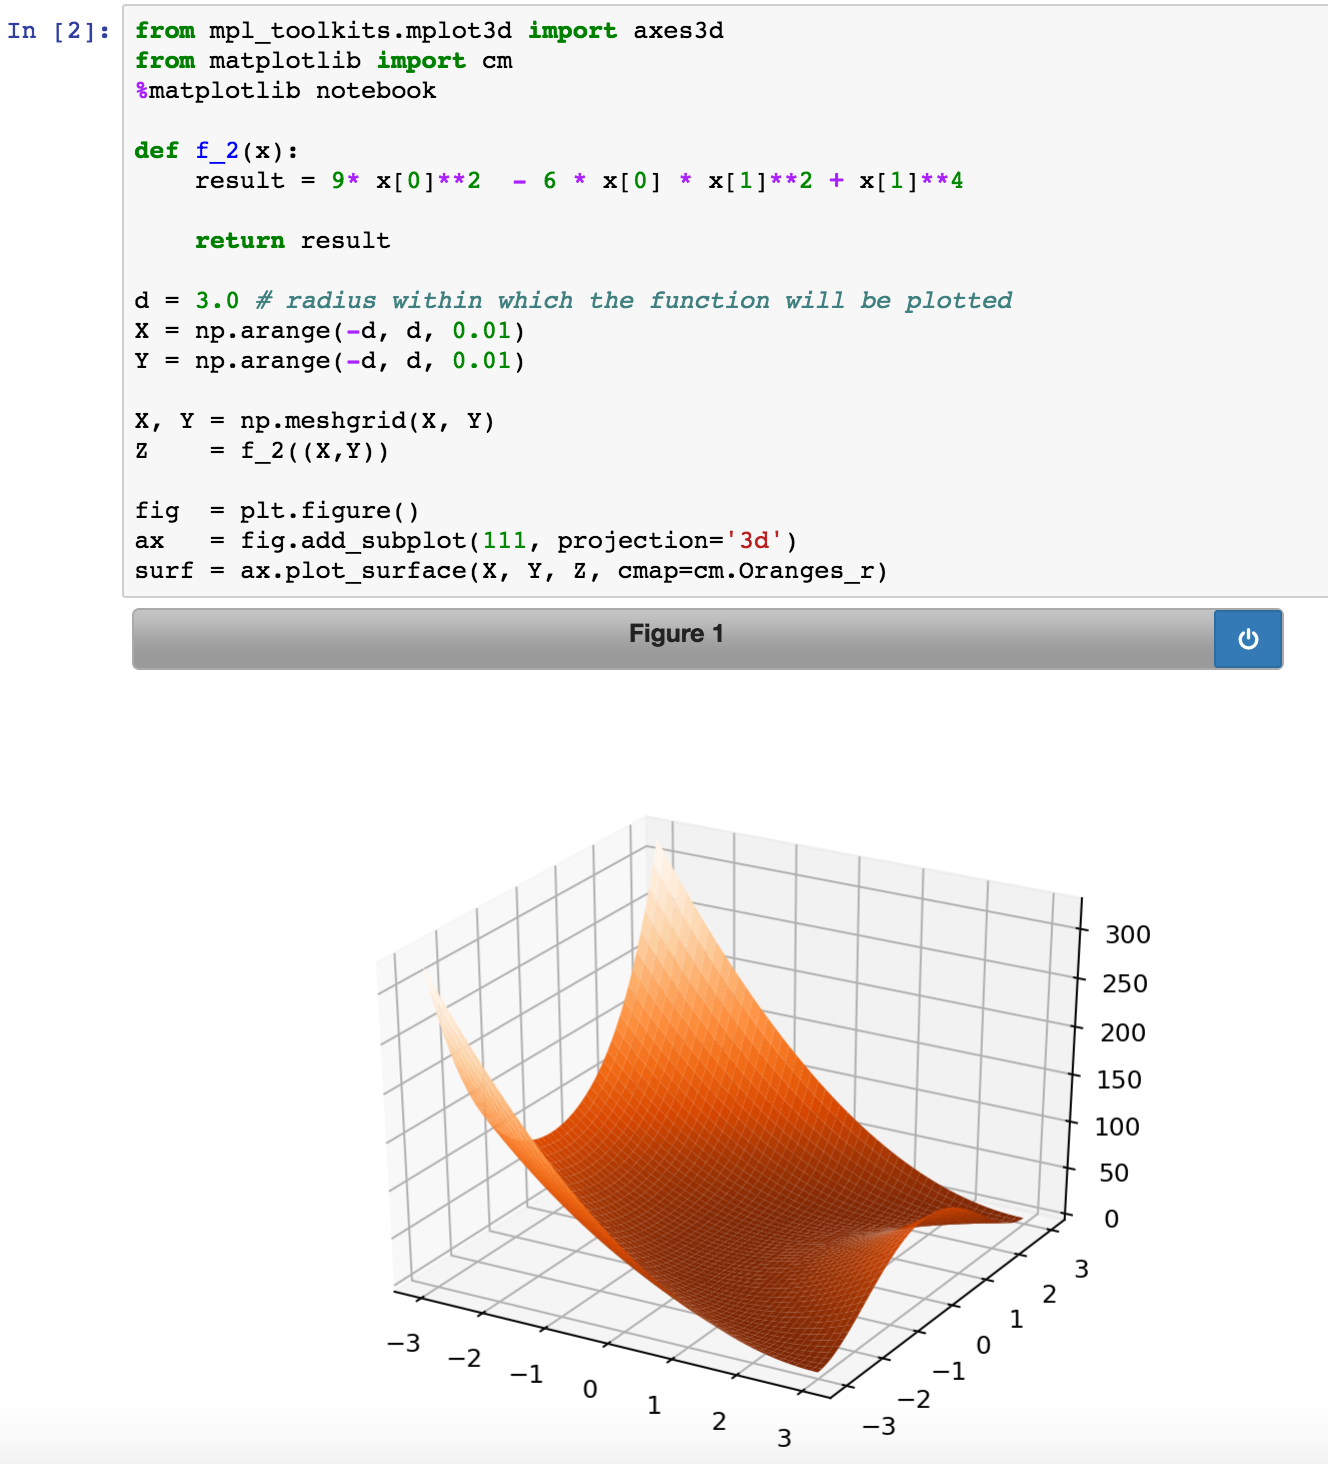 In [2]:
from mpl_toolkits.mplot3d import axes3d
from matplotlib import cm
%matplotlib notebook
def f_2(x):
    result = 9* x[0]**2  - 6 * x[0] * x[1]**2 + x[1]**4
    return result
d = 3.0 # radius within which the function will be plotted
X = np.arange(-d, d, 0.01)
Y = np.arange(-d, d, 0.01)
X, Y = np.meshgrid(X, Y)
Z    = f_2((X,Y))
fig  = plt.figure()
ax   = fig.add_subplot(111, projection='3d')
surf = ax.plot_surface(X, Y, Z, cmap=cm.Oranges_r)
Figure 1
300
250
200
150
100
50
0
3
2
1
0
−1
−2
−3
−3
−2
−1
0
1
2
3